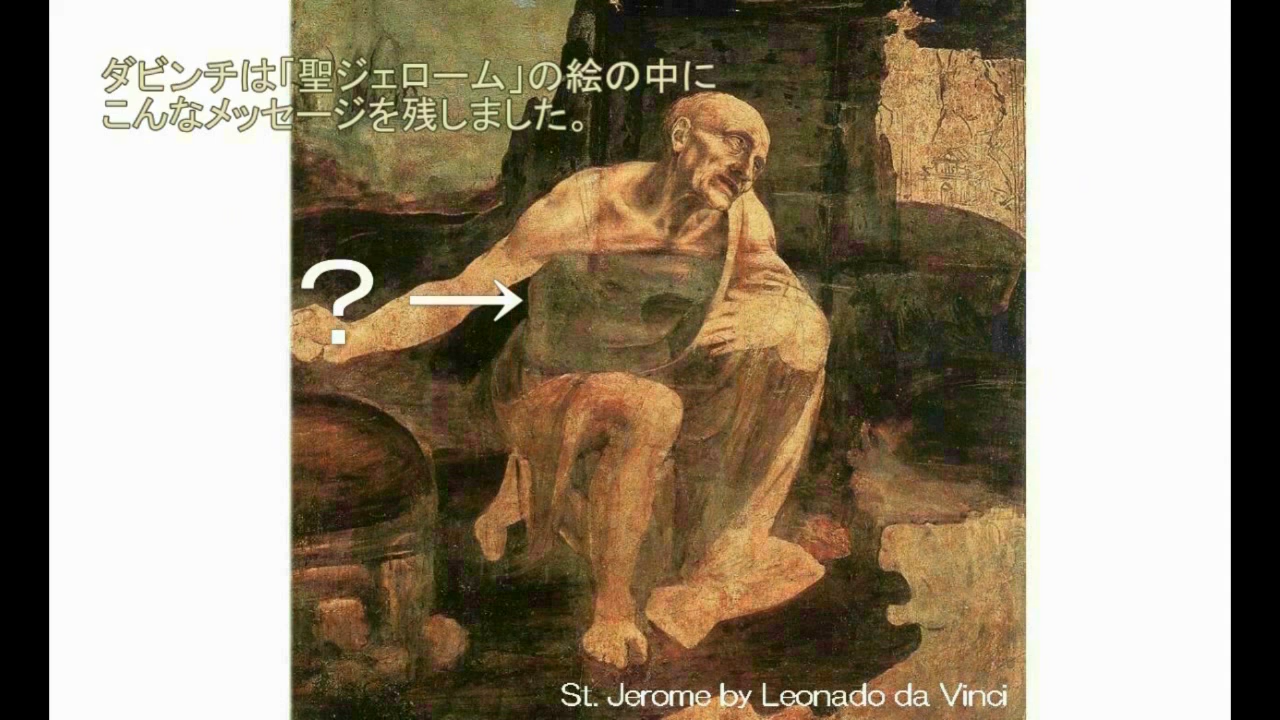 ダビンチは「聖ジェローム」の絵の中に
こんなメッセージを残しました。
? →
St. Jerome by Leonado da Vinci